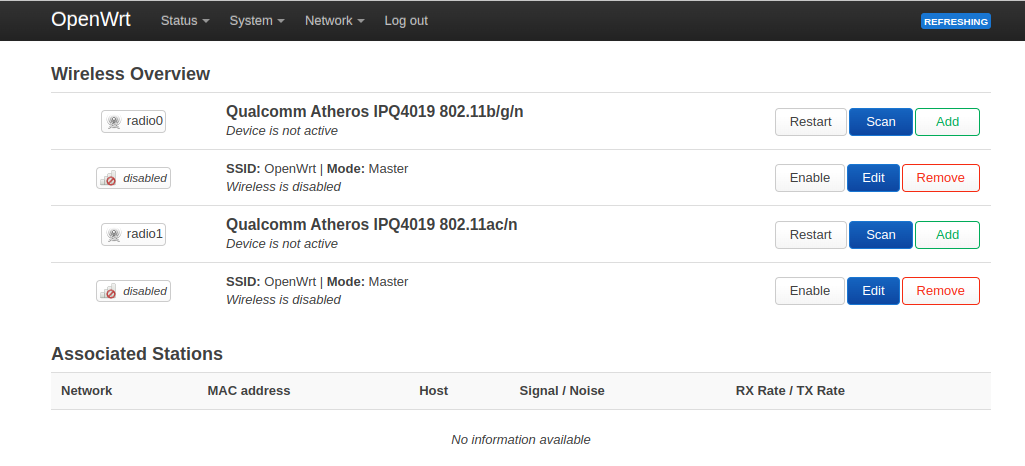 OpenWrt Status System Network Log out REFRESHING
Wireless Overview
radio0 Qualcomm Atheros IPQ4019 802.11b/g/n Restart Scan Add
Device is not active
disabled SSID: OpenWrt | Mode: Master Enable Edit Remove
Wireless is disabled
radio1 Qualcomm Atheros IPQ4019 802.11ac/n Restart Scan Add
Device is not active
disabled SSID: OpenWrt | Mode: Master Enable Edit Remove
Wireless is disabled
Associated Stations
Network MAC address Host Signal / Noise RX Rate / TX Rate
No information available